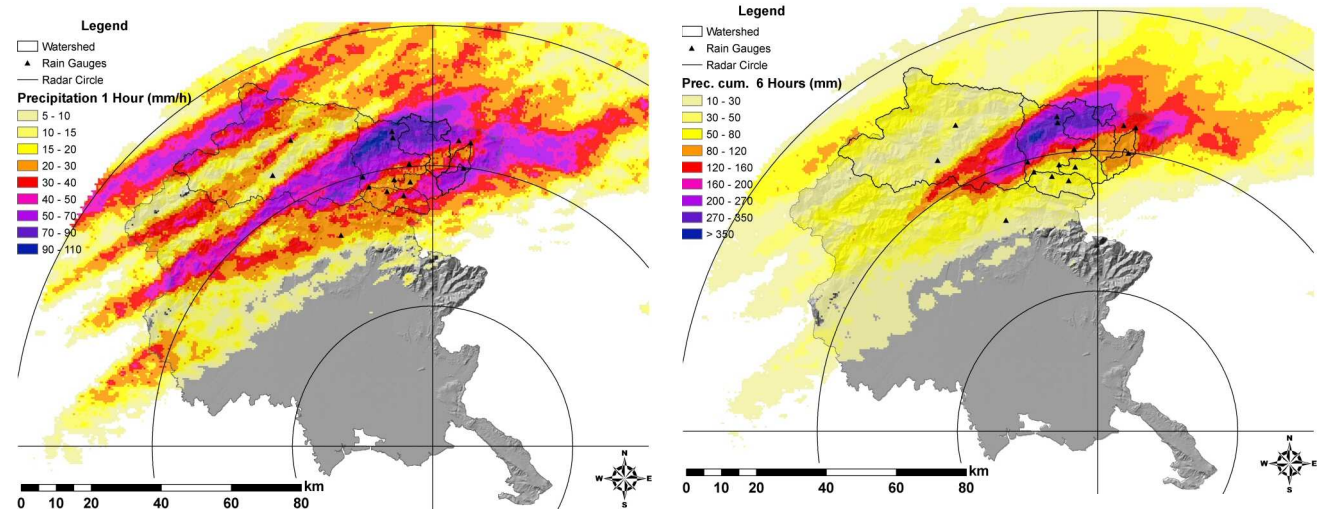 Legend
Watershed
Rain Gauges
Radar Circle
Precipitation 1 Hour (mm/h)
5 - 10
10 - 15
15 - 20
20 - 30
30 - 40
40 - 50
50 - 70
70 - 90
90 - 110
N
W E
S
km
0 10 20 40 60 80
Legend
Watershed
Rain Gauges
Radar Circle
Prec. cum. 6 Hours (mm)
10 - 30
30 - 50
50 - 80
80 - 120
120 - 160
160 - 200
200 - 270
270 - 350
> 350
N
W E
S
km
0 10 20 40 60 80